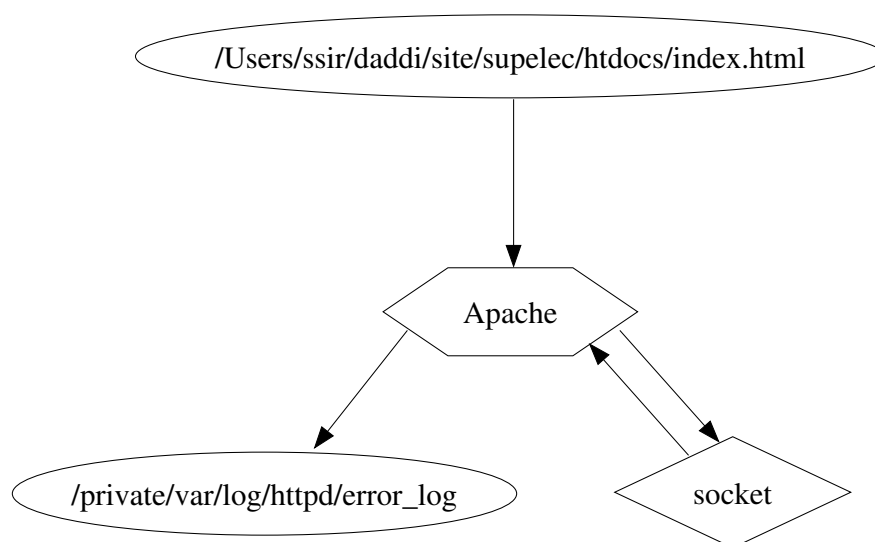 /Users/ssir/daddi/site/supelec/htdocs/index.html
Apache
/private/var/log/httpd/error_log
socket